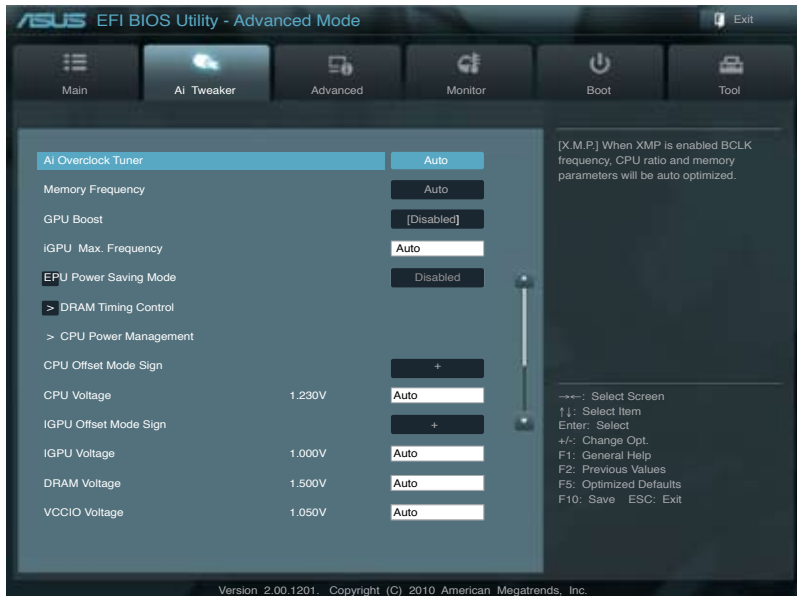 ASUS EFI BIOS Utility - Advanced Mode
Exit
Main
Ai Tweaker
Advanced
Monitor
Boot
Tool
Ai Overclock Tuner Auto
Memory Frequency Auto
GPU Boost [Disabled]
iGPU Max. Frequency Auto
EPU Power Saving Mode Disabled
> DRAM Timing Control
> CPU Power Management
CPU Offset Mode Sign +
CPU Voltage 1.230V Auto
IGPU Offset Mode Sign +
IGPU Voltage 1.000V Auto
DRAM Voltage 1.500V Auto
VCCIO Voltage 1.050V Auto
[X.M.P.] When XMP is enabled BCLK
frequency, CPU ratio and memory
parameters will be auto optimized.
→←: Select Screen
↑↓: Select Item
Enter: Select
+/-: Change Opt.
F1: General Help
F2: Previous Values
F5: Optimized Defaults
F10: Save ESC: Exit
Version 2.00.1201. Copyright (C) 2010 American Megatrends, Inc.